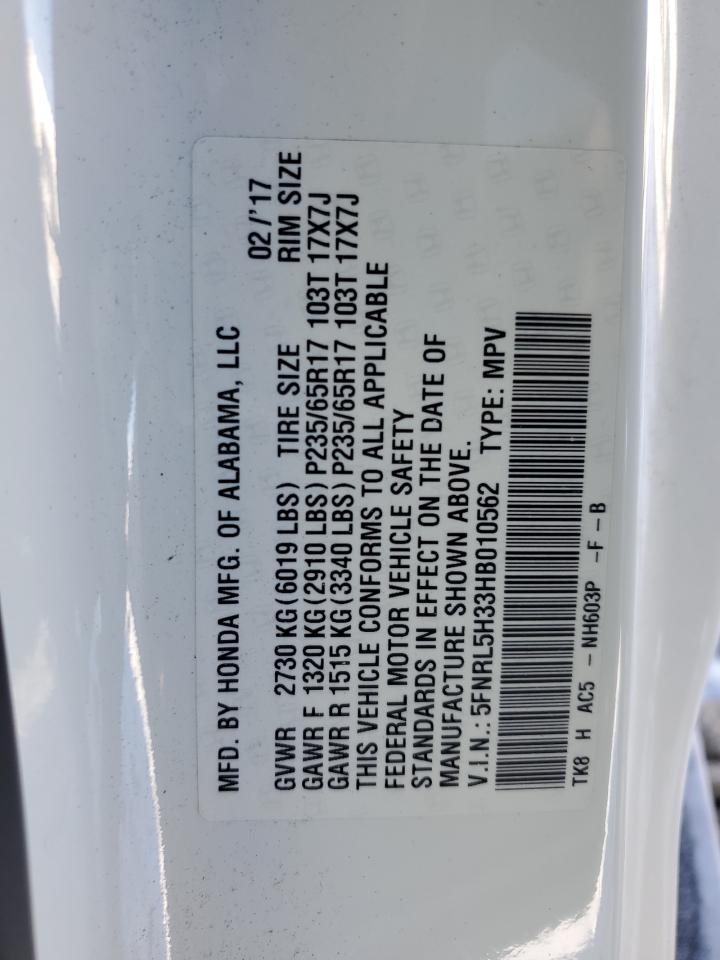 MFD. BY HONDA MFG. OF ALABAMA, LLC 02/'17
GVWR 2730 KG(6019 LBS) TIRE SIZE RIM SIZE
GAWR F 1320 KG(2910 LBS)P235/65R17 103T 17X7J
GAWR R 1515 KG(3340 LBS)P235/65R17 103T 17X7J
THIS VEHICLE CONFORMS TO ALL APPLICABLE
FEDERAL MOTOR VEHICLE SAFETY
STANDARDS IN EFFECT ON THE DATE OF
MANUFACTURE SHOWN ABOVE.
V.I.N.: 5FNRL5H33HB010562 TYPE: MPV
TK8 H AC5 - NH603P -F-B